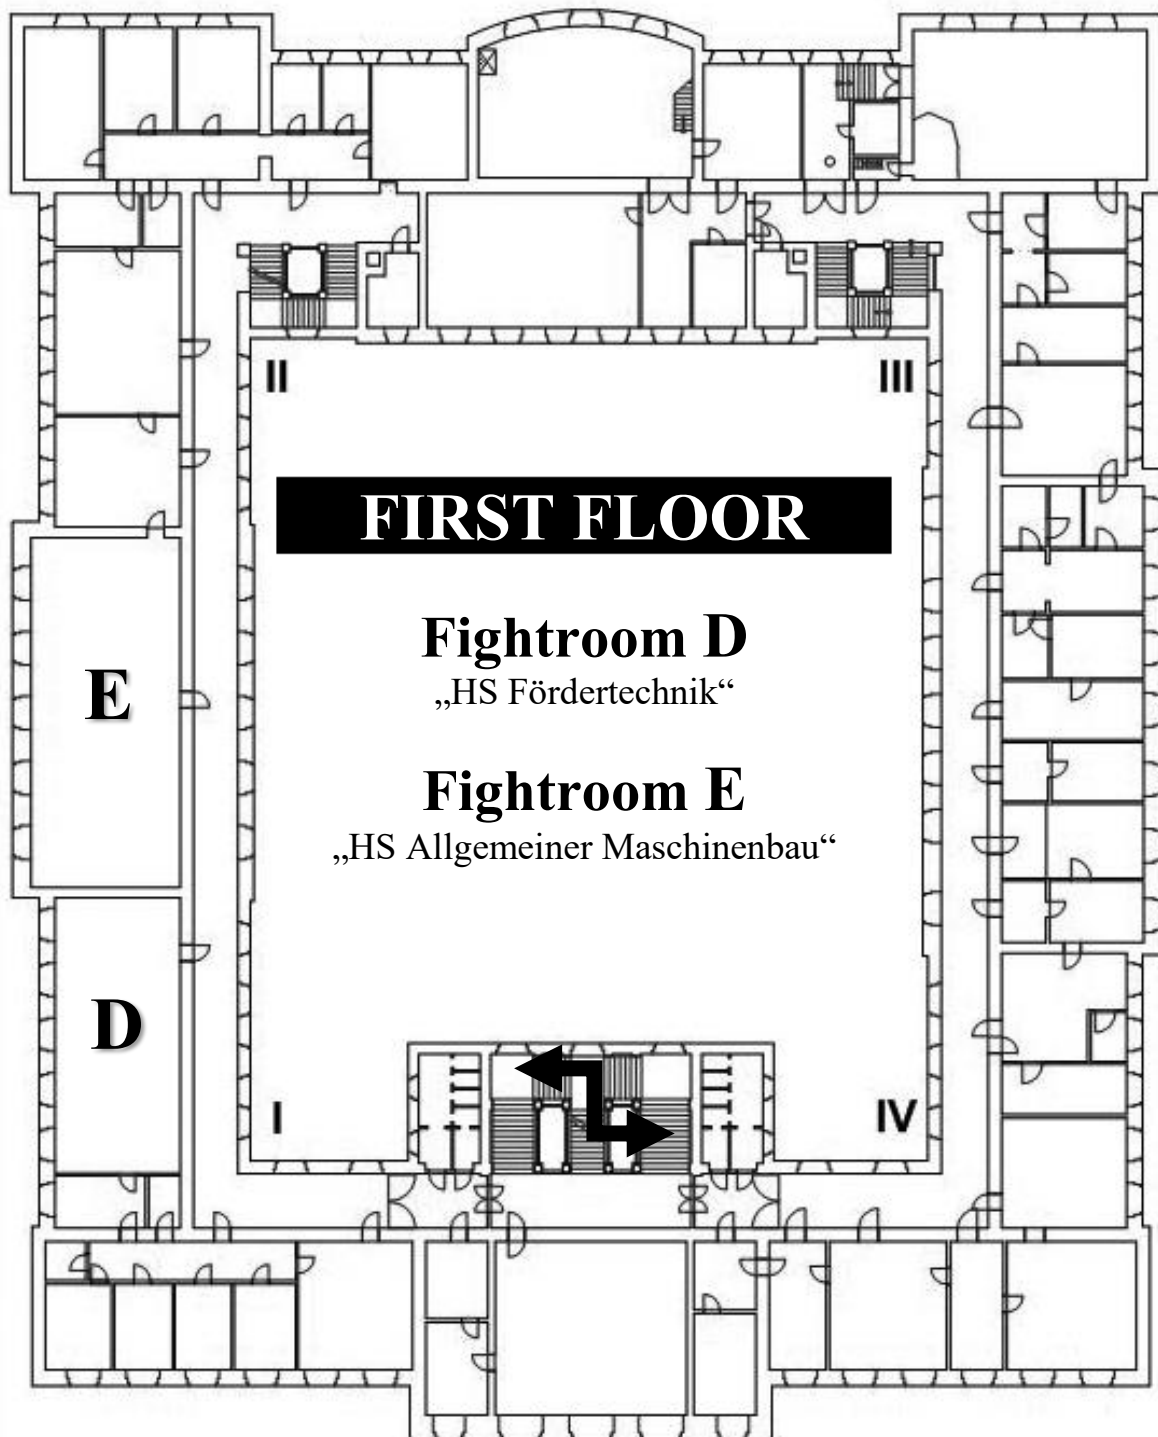 II
III
FIRST FLOOR
Fightroom D
„HS Fördertechnik“
E
Fightroom E
„HS Allgemeiner Maschinenbau“
D
I
IV